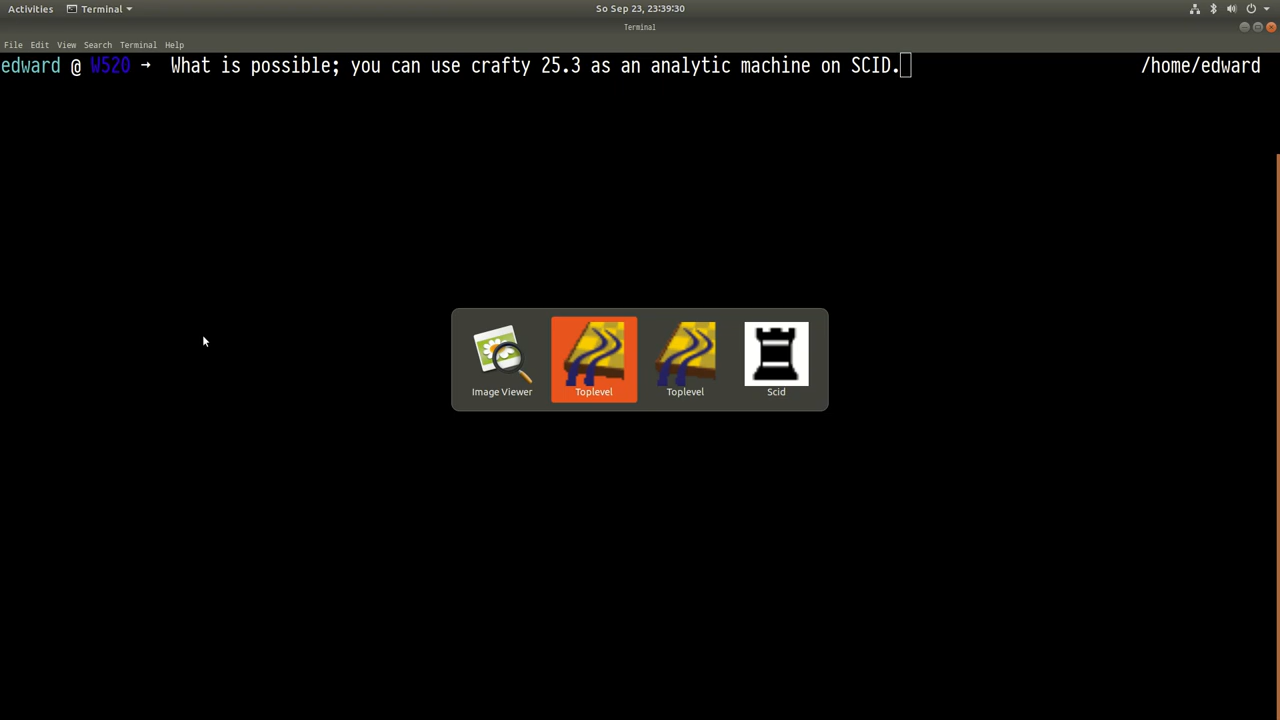 Activities Terminal So Sep 23, 23:39:30
Terminal
File Edit View Search Terminal Help
edward @ W520 → What is possible; you can use crafty 25.3 as an analytic machine on SCID. /home/edward
Image Viewer Toplevel Toplevel Scid